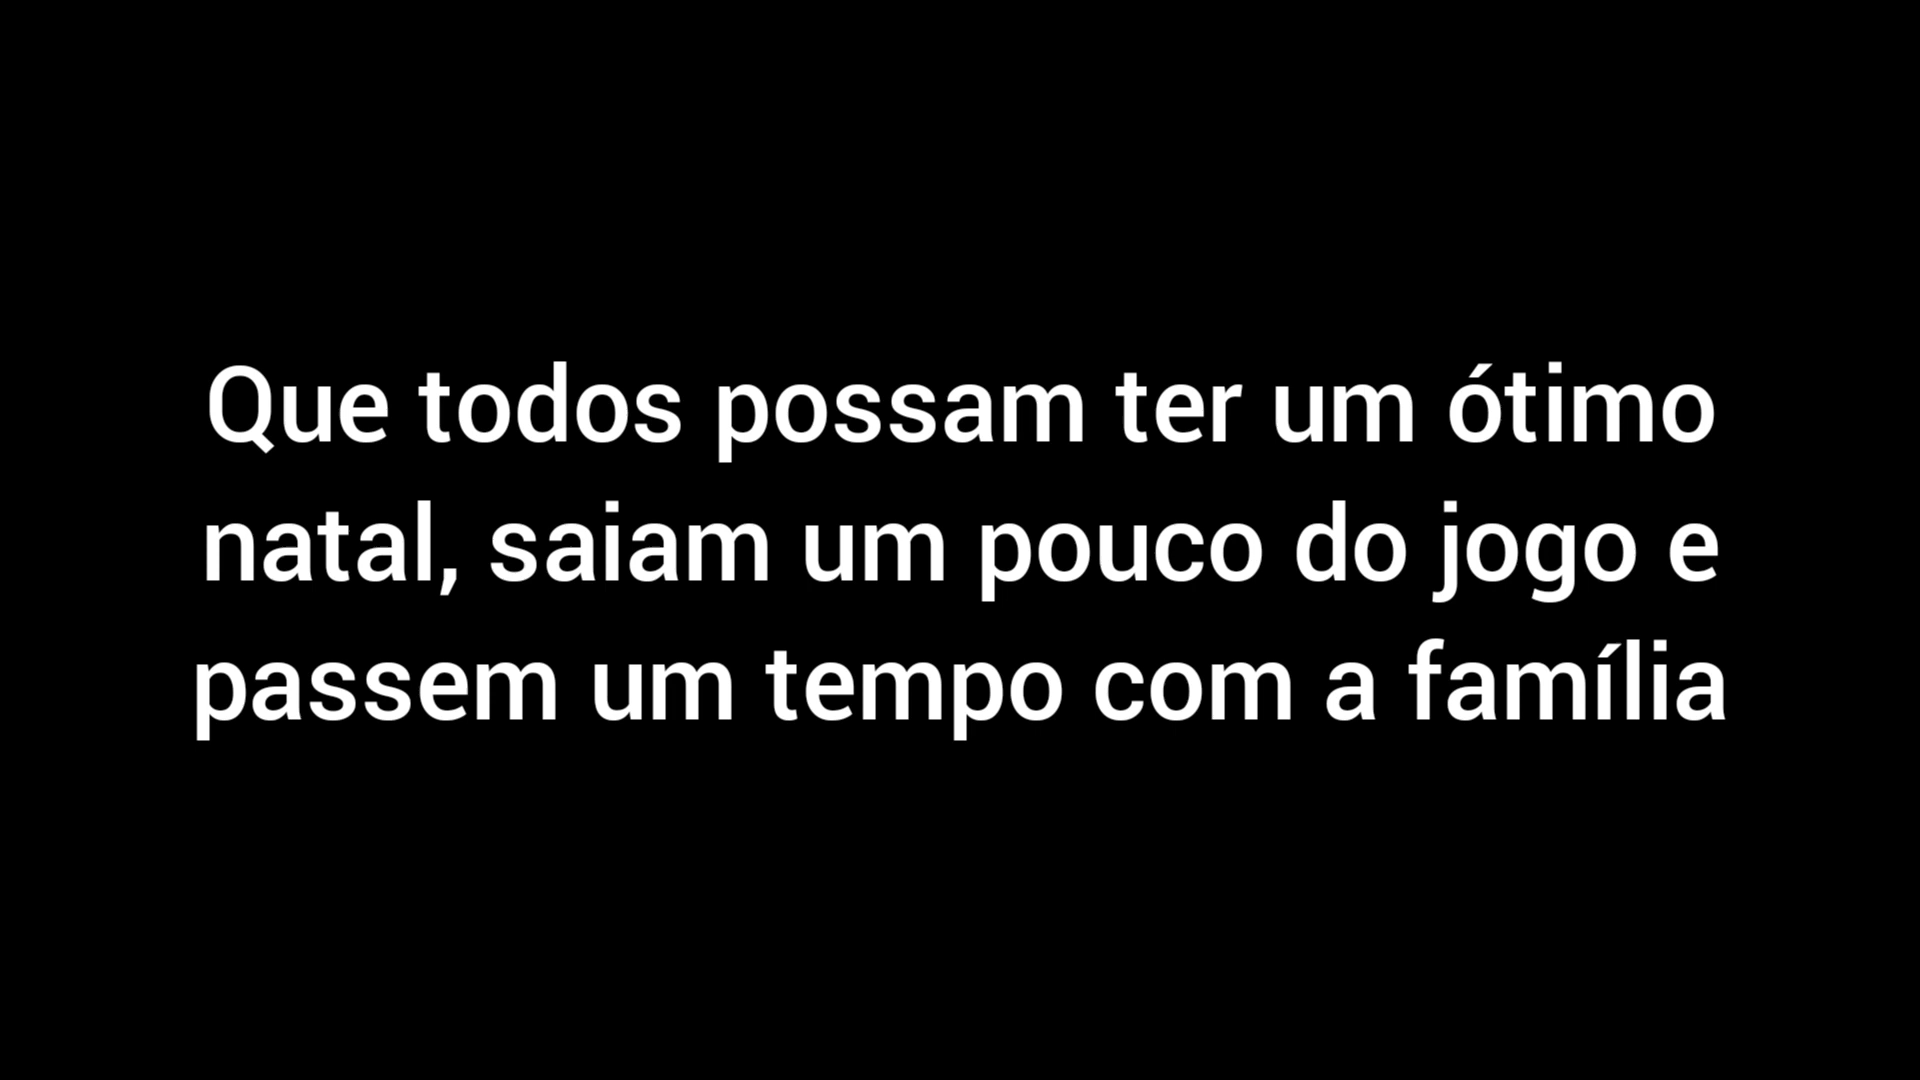 Que todos possam ter um ótimo
natal, saiam um pouco do jogo e
passem um tempo com a família